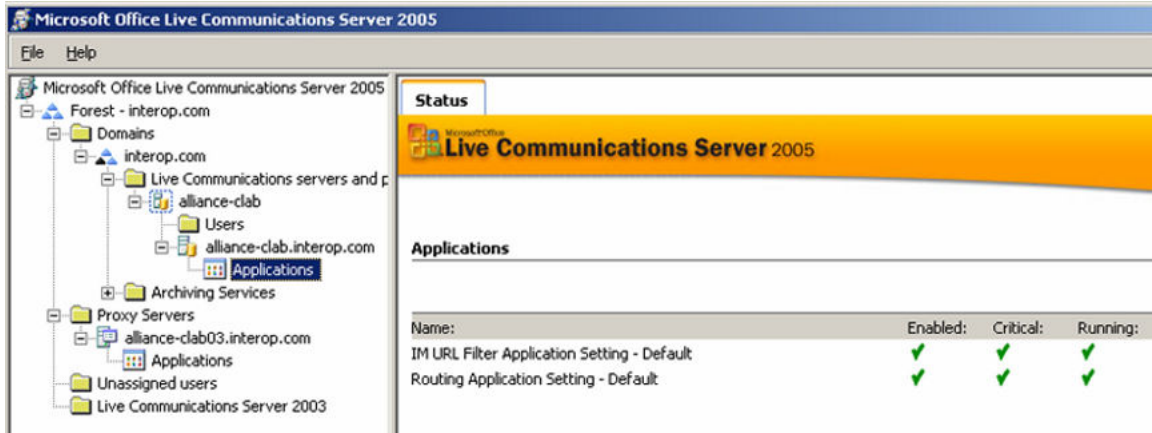 Microsoft Office Live Communications Server 2005
File Help
Microsoft Office Live Communications Server 2005
Forest - interop.com
Domains
interop.com
Live Communications servers and p
alliance-clab
Users
alliance-clab.interop.com
Applications
Archiving Services
Proxy Servers
alliance-clab03.interop.com
Applications
Unassigned users
Live Communications Server 2003
Status
Microsoft Office
Live Communications Server 2005
Applications
Name: Enabled: Critical: Running:
IM URL Filter Application Setting - Default
Routing Application Setting - Default